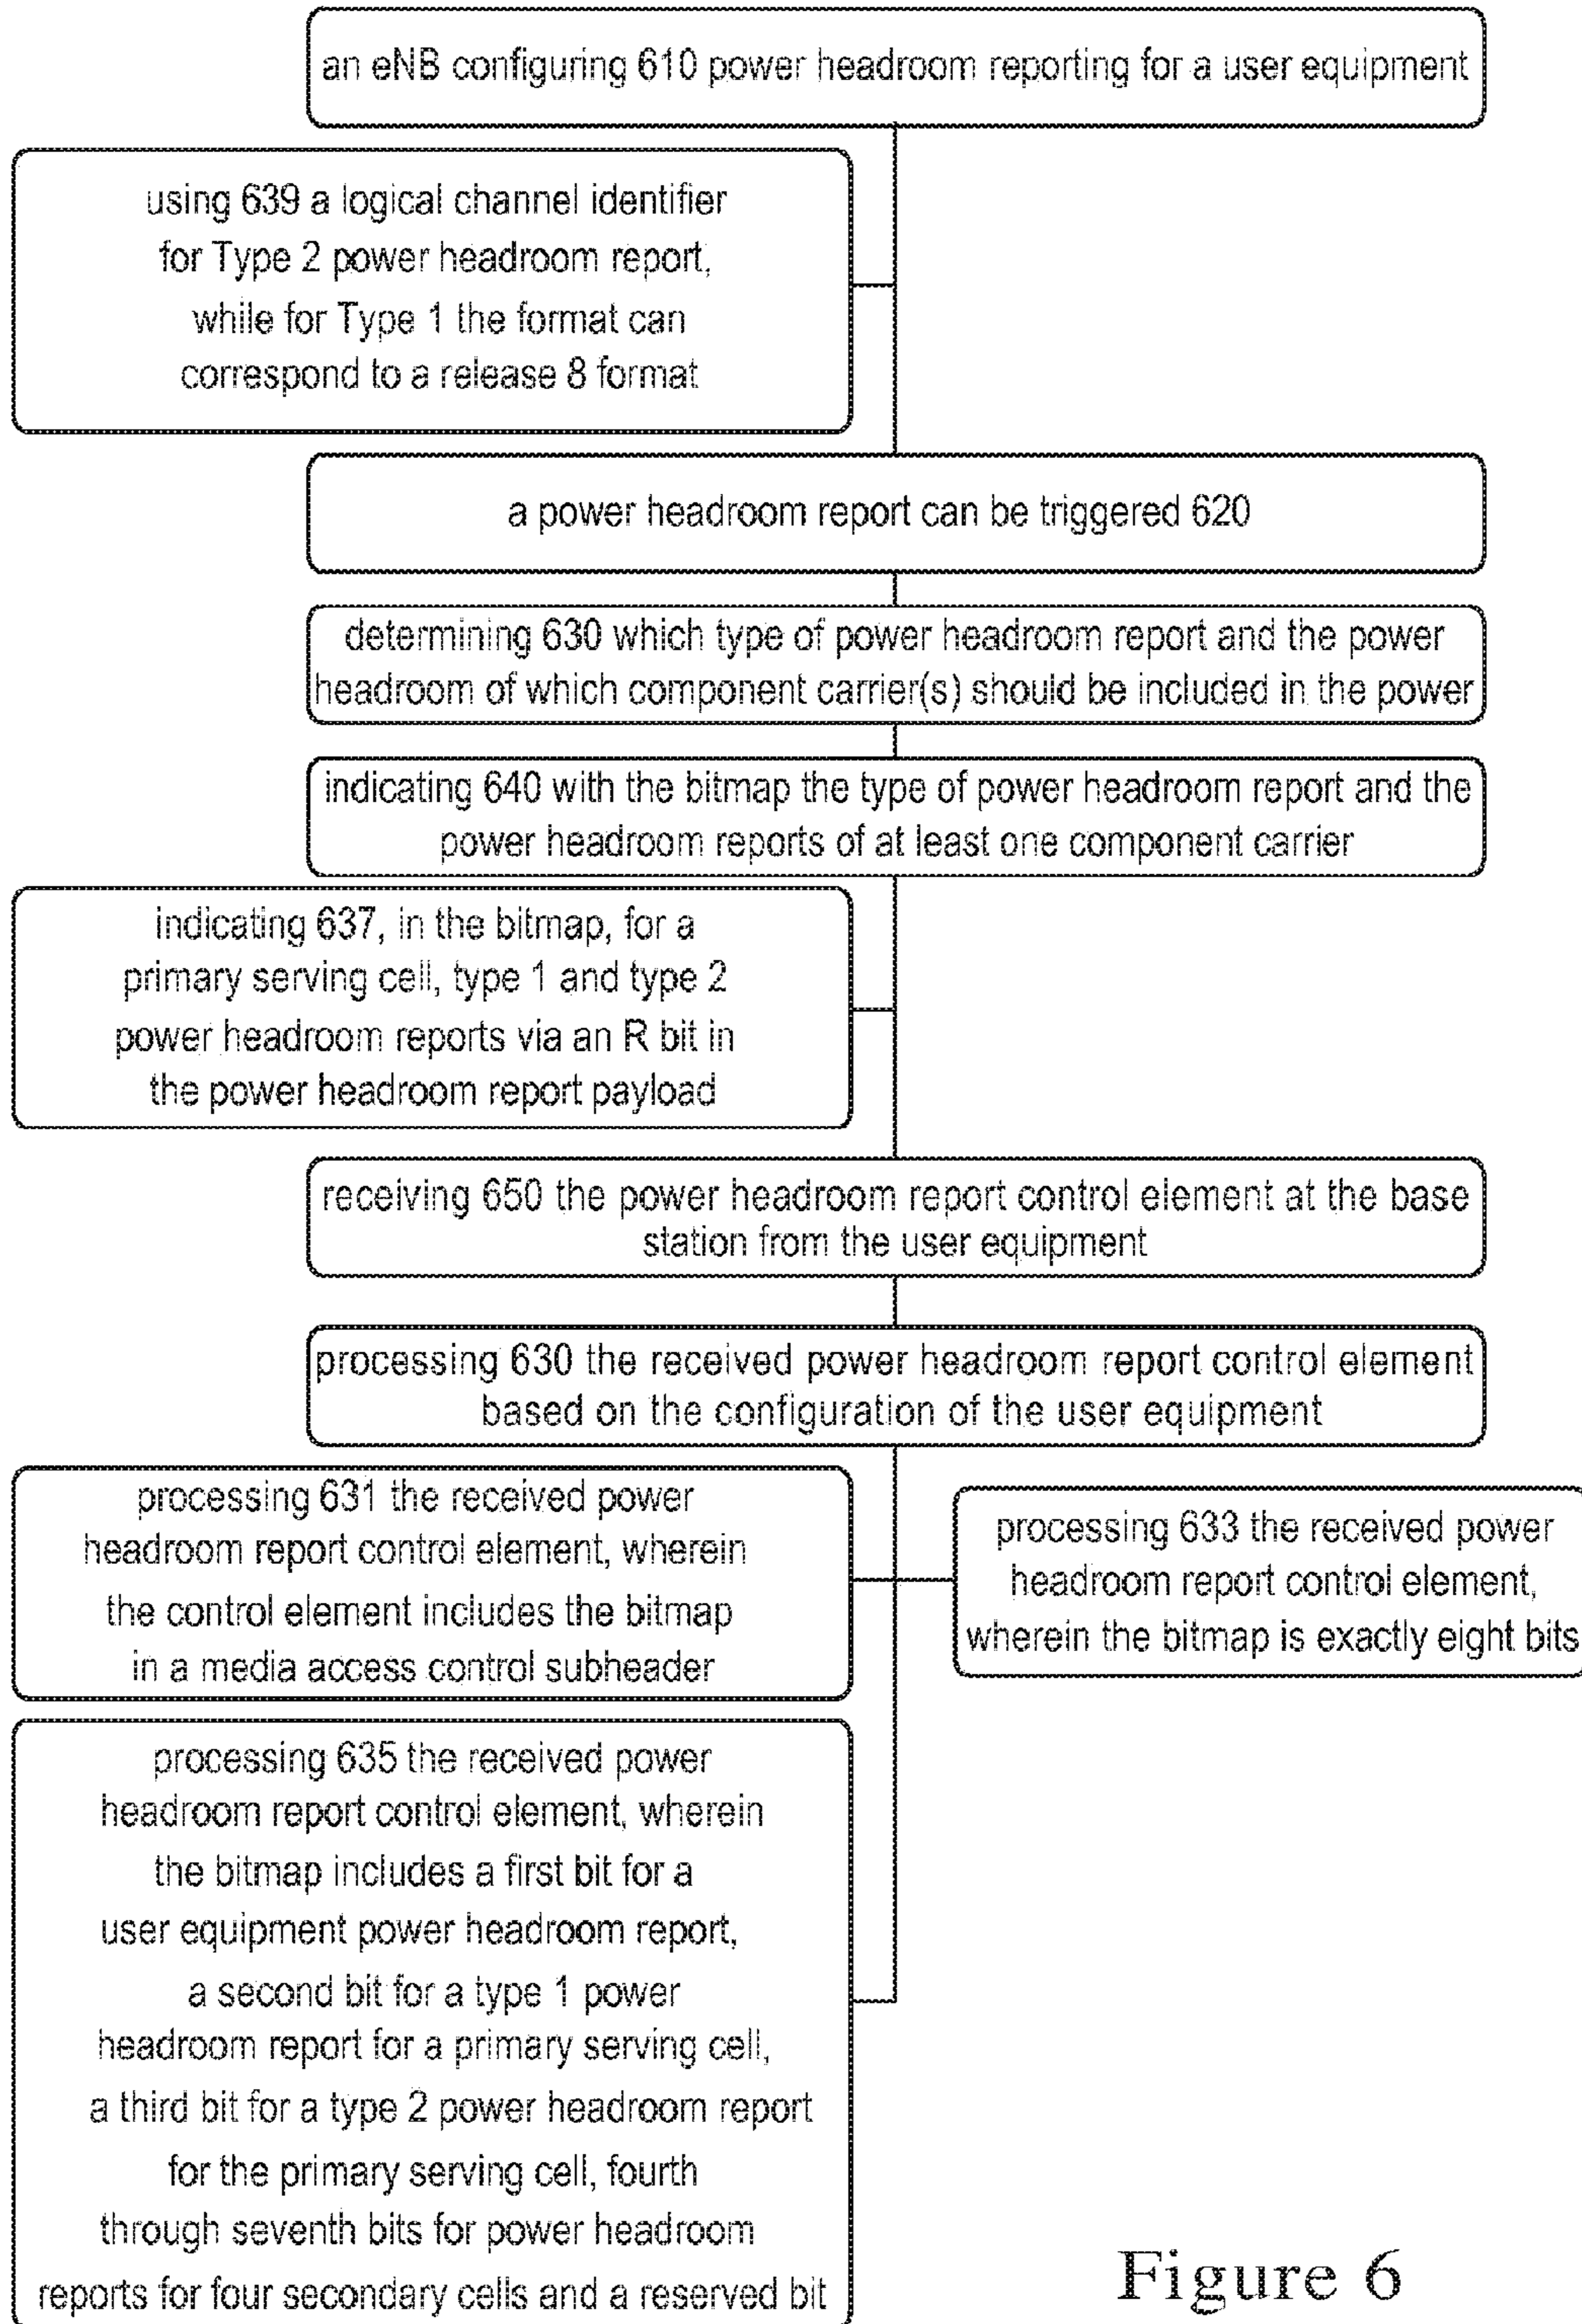 an eNB configuring 610 power headroom reporting for a user equipment
using 639 a logical channel identifier
for Type 2 power headroom report,
while for Type 1 the format can
correspond to a release 8 format
a power headroom report can be triggered 620
determining 630 which type of power headroom report and the power
headroom of which component carrier(s) should be included in the power
indicating 640 with the bitmap the type of power headroom report and the
power headroom reports of at least one component carrier
indicating 637, in the bitmap, for a
primary serving cell, type 1 and type 2
power headroom reports via an R bit in
the power headroom report payload
receiving 650 the power headroom report control element at the base
station from the user equipment
processing 630 the received power headroom report control element
based on the configuration of the user equipment
processing 631 the received power
headroom report control element, wherein
the control element includes the bitmap
in a media access control subheader
processing 633 the received power
headroom report control element,
wherein the bitmap is exactly eight bits
processing 635 the received power
headroom report control element, wherein
the bitmap includes a first bit for a
user equipment power headroom report,
a second bit for a type 1 power
headroom report for a primary serving cell,
a third bit for a type 2 power headroom report
for the primary serving cell, fourth
through seventh bits for power headroom
reports for four secondary cells and a reserved bit
Figure 6